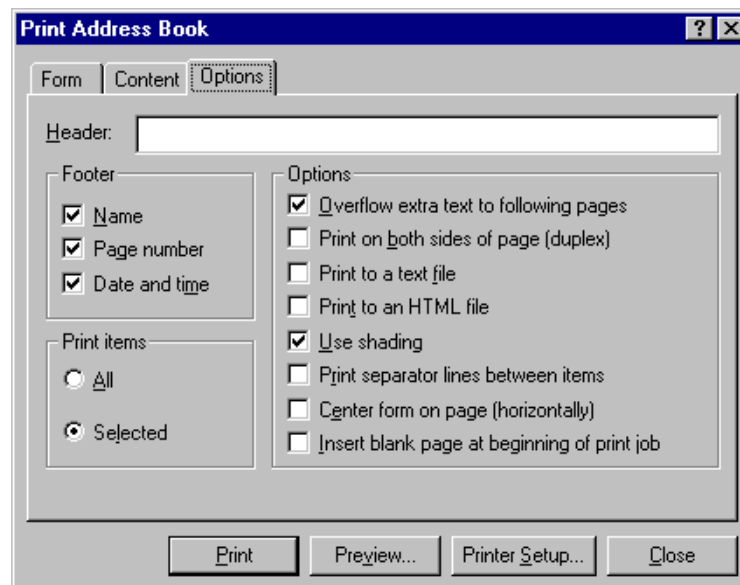 Print Address Book
Form Content Options
Header:
Footer
Name
Page number
Date and time
Print items
All
Selected
Options
Overflow extra text to following pages
Print on both sides of page (duplex)
Print to a text file
Print to an HTML file
Use shading
Print separator lines between items
Center form on page (horizontally)
Insert blank page at beginning of print job
Print Preview... Printer Setup... Close